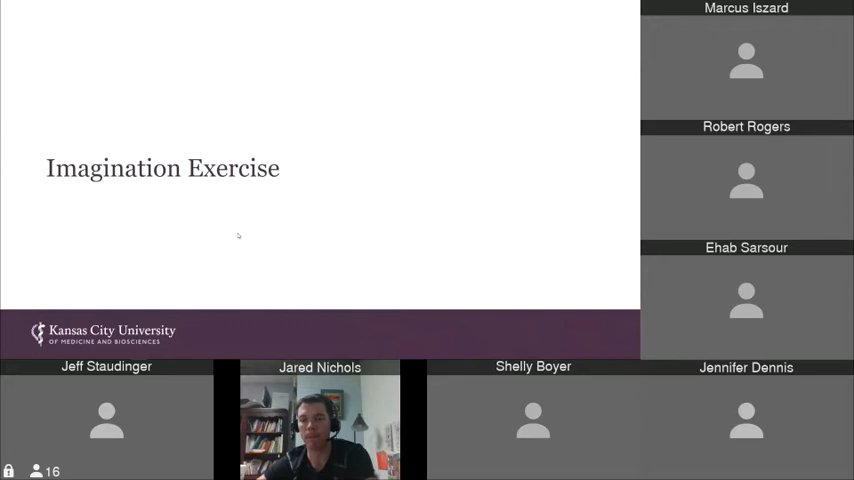 Marcus Iszard
Robert Rogers
Imagination Exercise
Ehab Sarsour
Kansas City University
OF MEDICINE AND BIOSCIENCES
Jeff Staudinger
Jared Nichols
Shelly Boyer
Jennifer Dennis
16